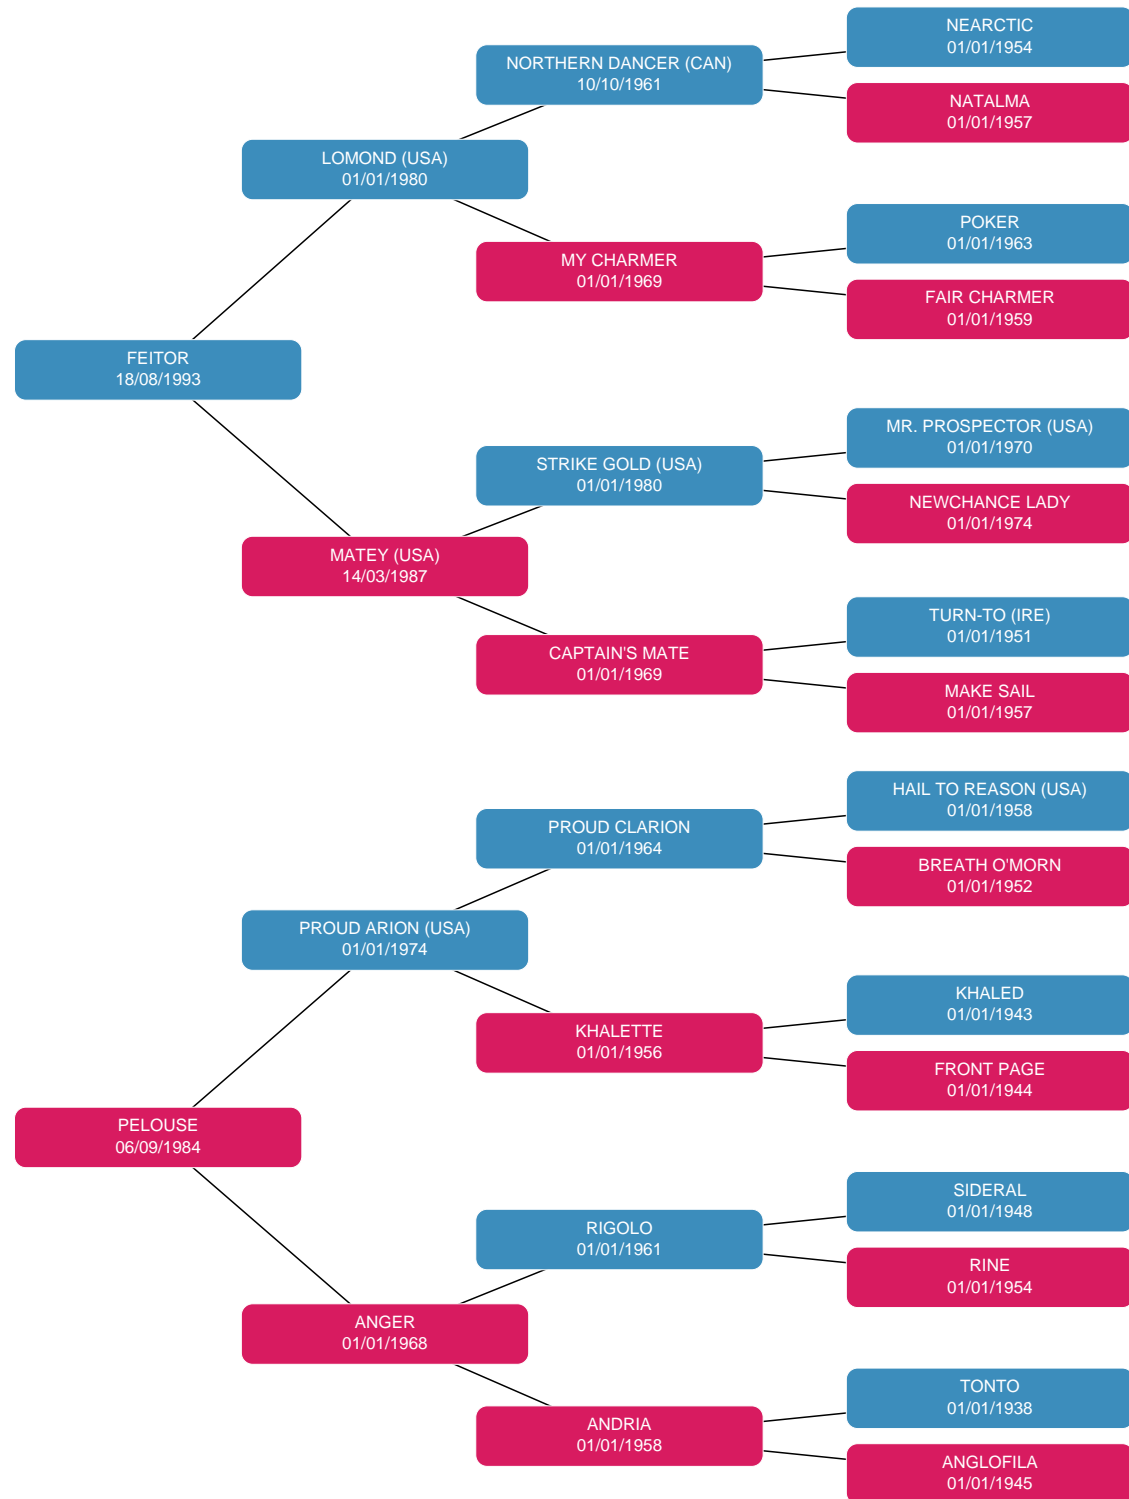 NEARCTIC
01/01/1954
NORTHERN DANCER (CAN)
10/10/1961
NATALMA
01/01/1957
LOMOND (USA)
01/01/1980
POKER
01/01/1963
MY CHARMER
01/01/1969
FAIR CHARMER
01/01/1959
FEITOR
18/08/1993
MR. PROSPECTOR (USA)
01/01/1970
STRIKE GOLD (USA)
01/01/1980
NEWCHANCE LADY
01/01/1974
MATEY (USA)
14/03/1987
TURN-TO (IRE)
01/01/1951
CAPTAIN'S MATE
01/01/1969
MAKE SAIL
01/01/1957
HAIL TO REASON (USA)
01/01/1958
PROUD CLARION
01/01/1964
BREATH O'MORN
01/01/1952
PROUD ARION (USA)
01/01/1974
KHALED
01/01/1943
KHALETTE
01/01/1956
FRONT PAGE
01/01/1944
PELOUSE
06/09/1984
SIDERAL
01/01/1948
RIGOLO
01/01/1961
RINE
01/01/1954
ANGER
01/01/1968
TONTO
01/01/1938
ANDRIA
01/01/1958
ANGLOFILA
01/01/1945